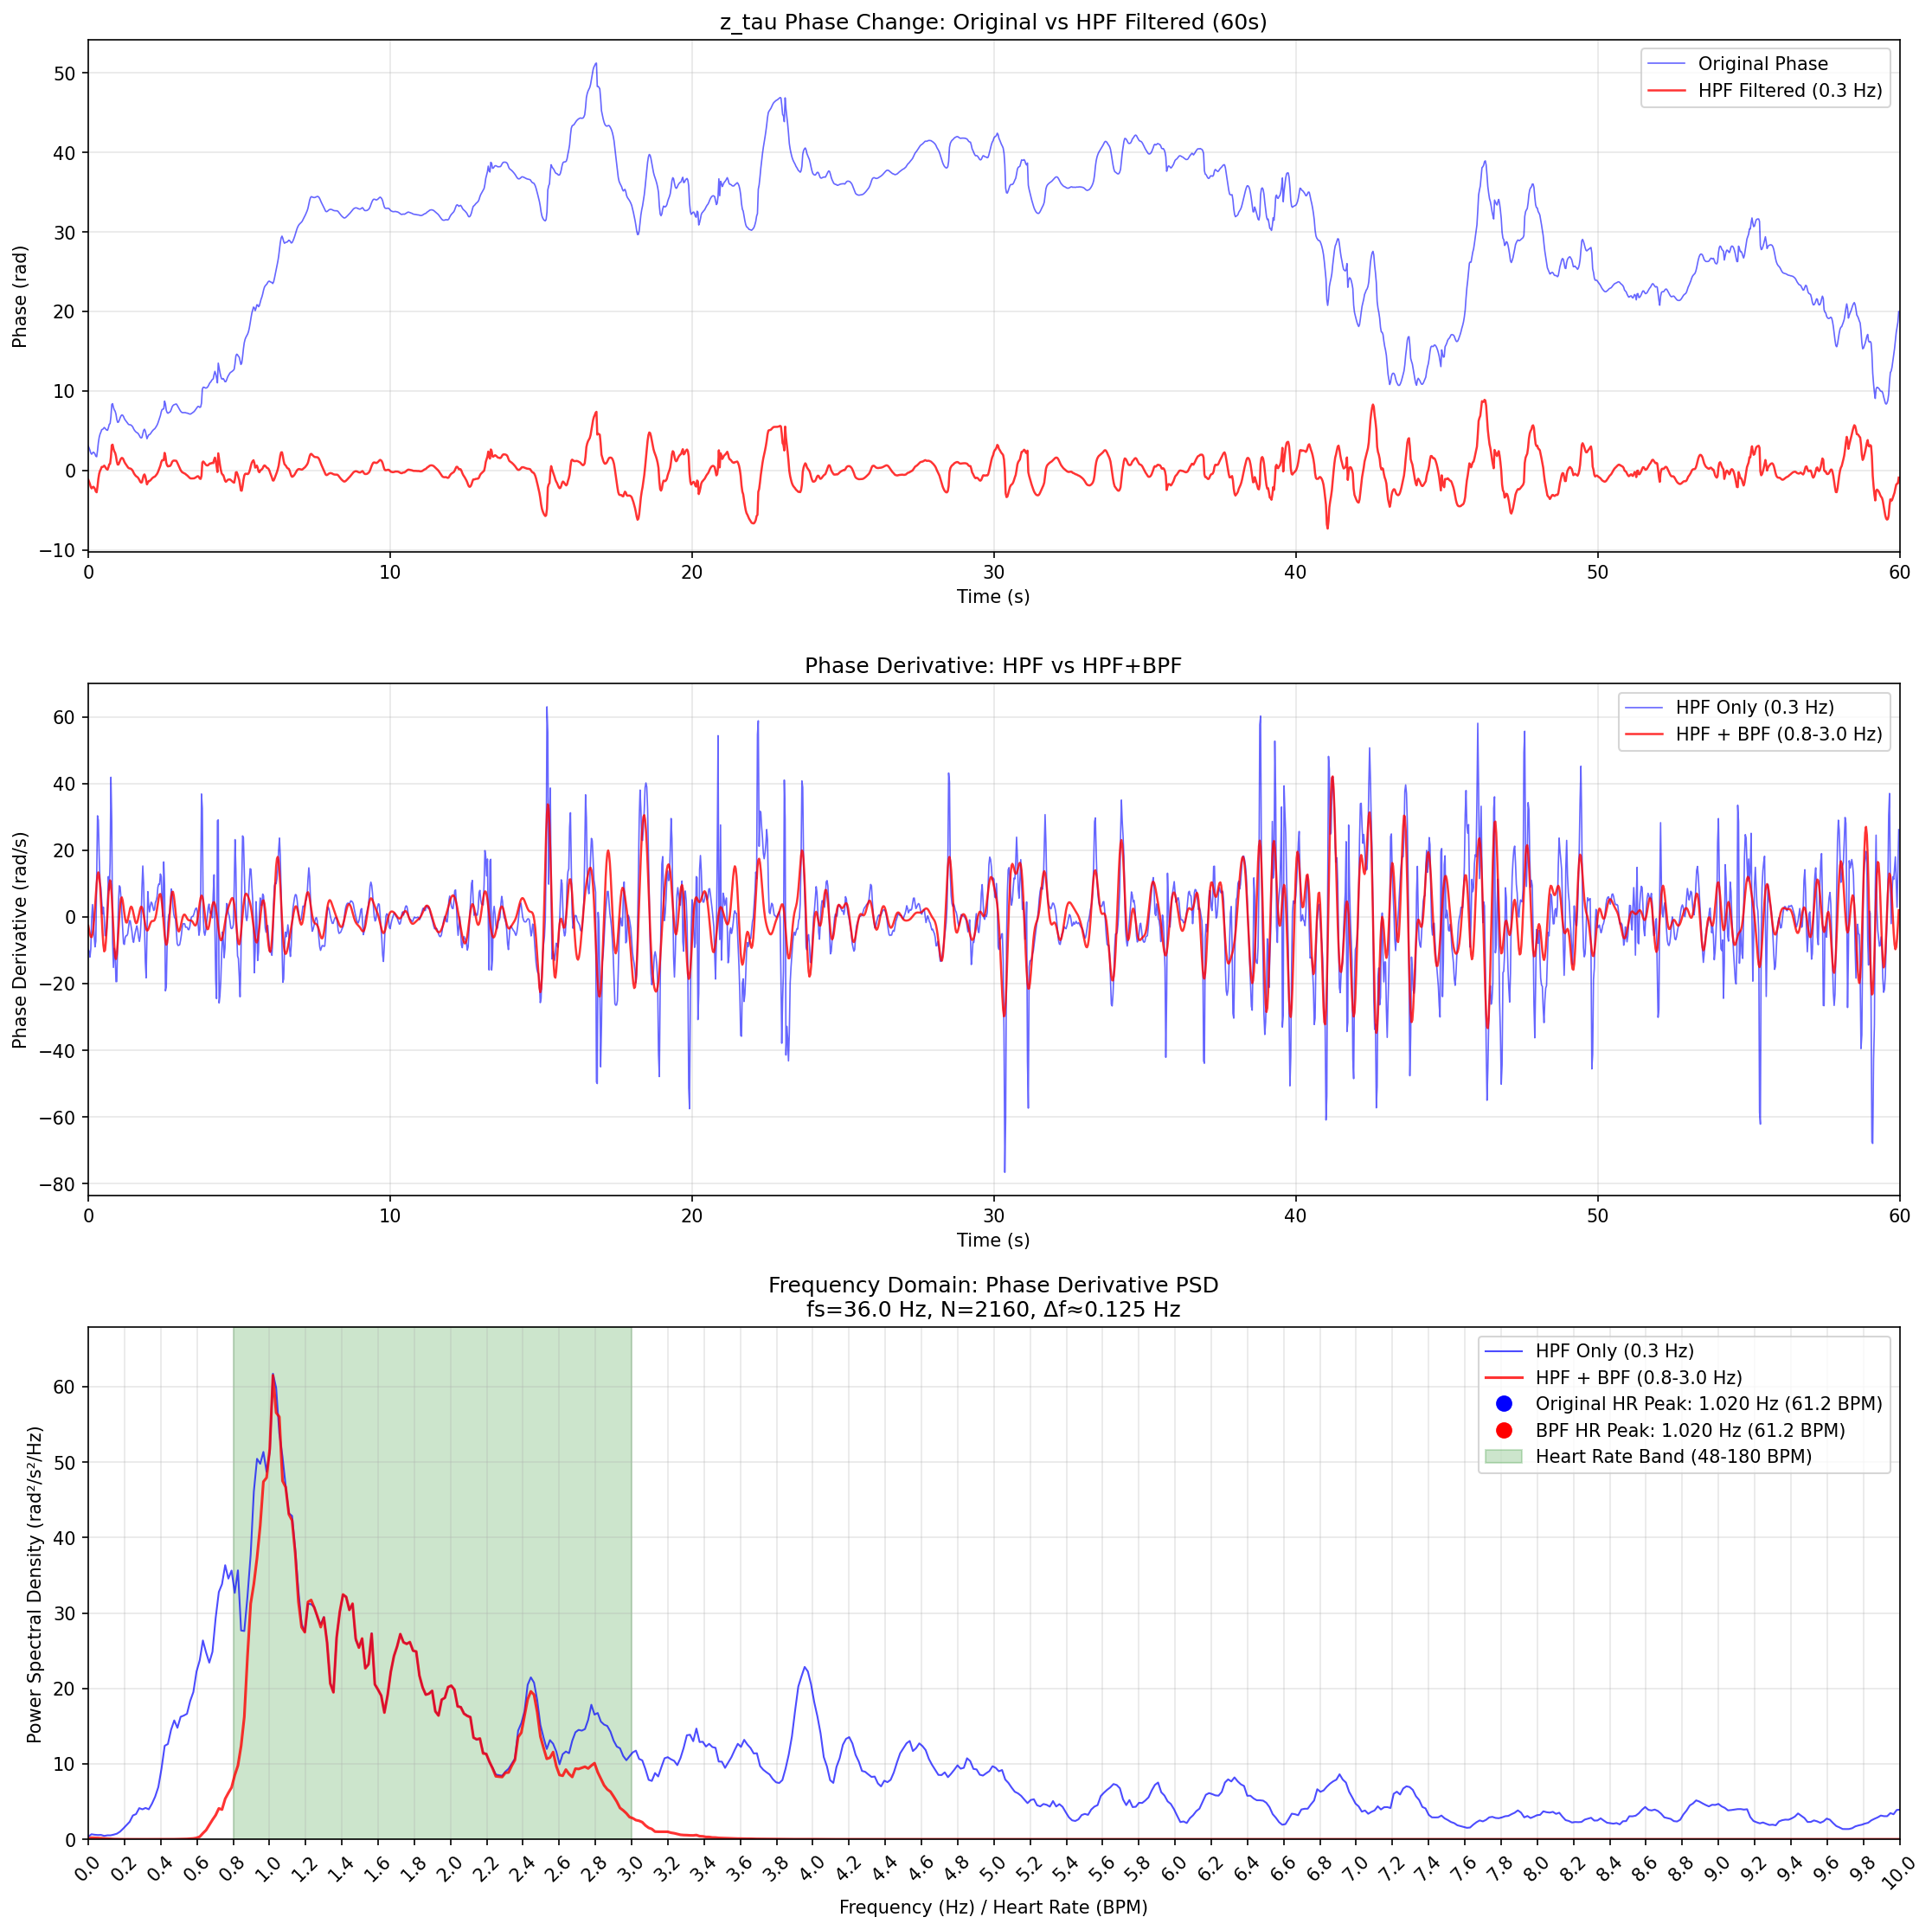 z_tau Phase Change: Original vs HPF Filtered (60s)
Original Phase
HPF Filtered (0.3 Hz)
50
40
30
20
10
0
−10
Phase (rad)
0 10 20 30 40 50 60
Time (s)
Phase Derivative: HPF vs HPF+BPF
HPF Only (0.3 Hz)
HPF + BPF (0.8-3.0 Hz)
60
40
20
0
−20
−40
−60
−80
Phase Derivative (rad/s)
0 10 20 30 40 50 60
Time (s)
Frequency Domain: Phase Derivative PSD
fs=36.0 Hz, N=2160, Δf≈0.125 Hz
HPF Only (0.3 Hz)
HPF + BPF (0.8-3.0 Hz)
Original HR Peak: 1.020 Hz (61.2 BPM)
BPF HR Peak: 1.020 Hz (61.2 BPM)
Heart Rate Band (48-180 BPM)
60
50
40
30
20
10
0
Power Spectral Density (rad²/s²/Hz)
0.0 0.2 0.4 0.6 0.8 1.0 1.2 1.4 1.6 1.8 2.0 2.2 2.4 2.6 2.8 3.0 3.2 3.4 3.6 3.8 4.0 4.2 4.4 4.6 4.8 5.0 5.2 5.4 5.6 5.8 6.0 6.2 6.4 6.6 6.8 7.0 7.2 7.4 7.6 7.8 8.0 8.2 8.4 8.6 8.8 9.0 9.2 9.4 9.6 9.8 10.0
Frequency (Hz) / Heart Rate (BPM)